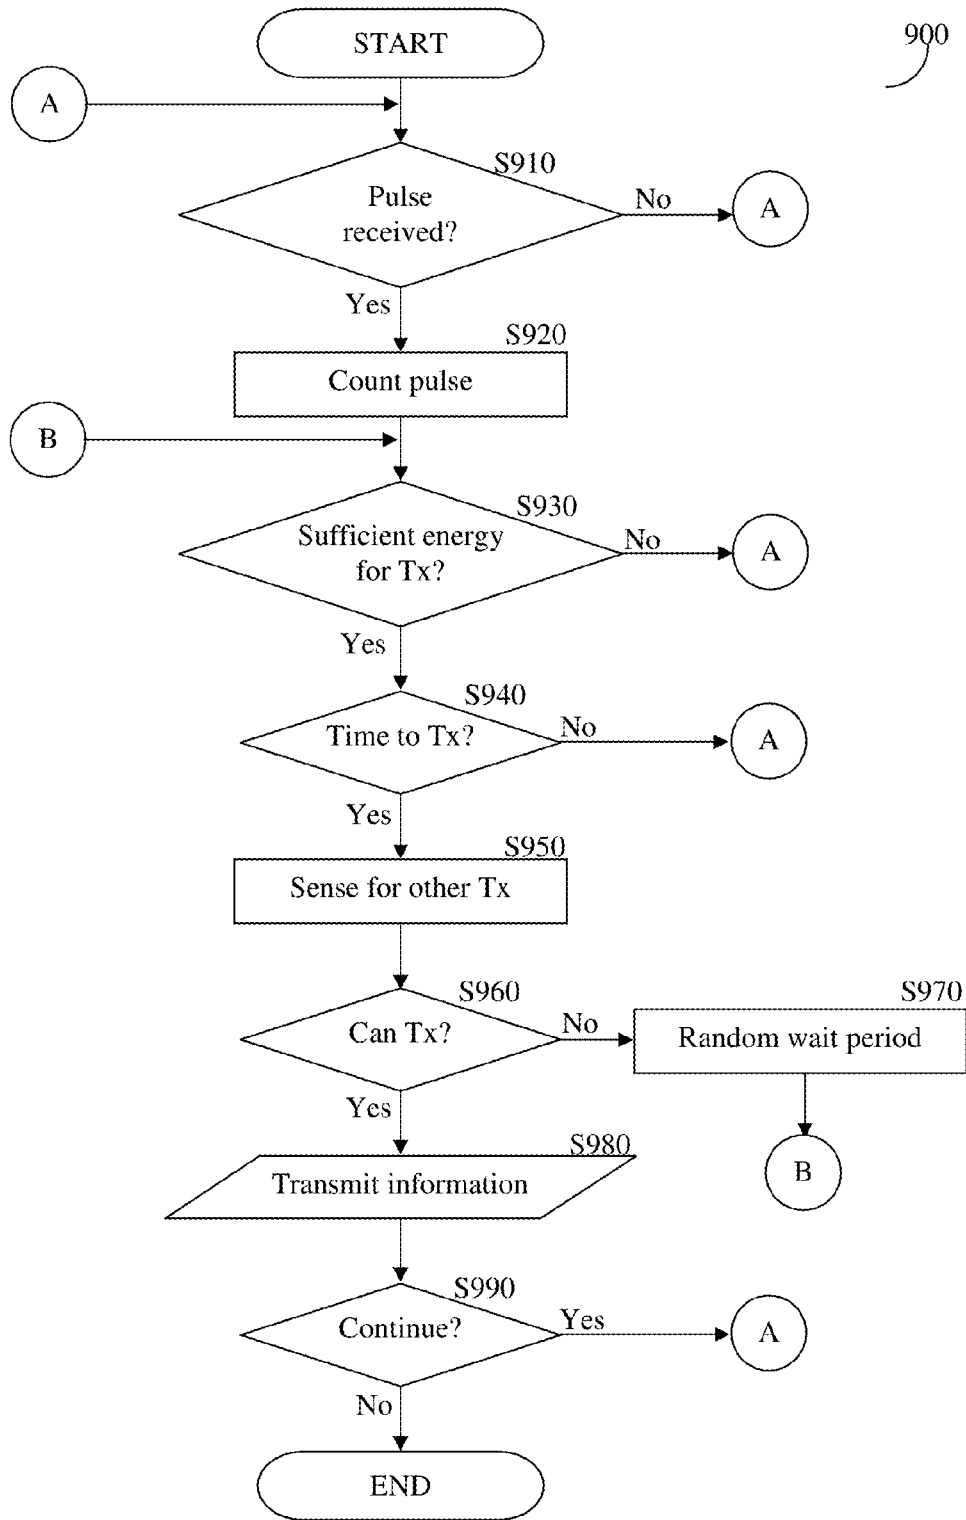 START
900
A
S910
Pulse
received?
No
A
Yes
S920
Count pulse
B
S930
Sufficient energy
for Tx?
No
A
Yes
S940
Time to Tx?
No
A
Yes
S950
Sense for other Tx
S960
Can Tx?
No
S970
Random wait period
Yes
B
S980
Transmit information
S990
Continue?
Yes
A
No
END